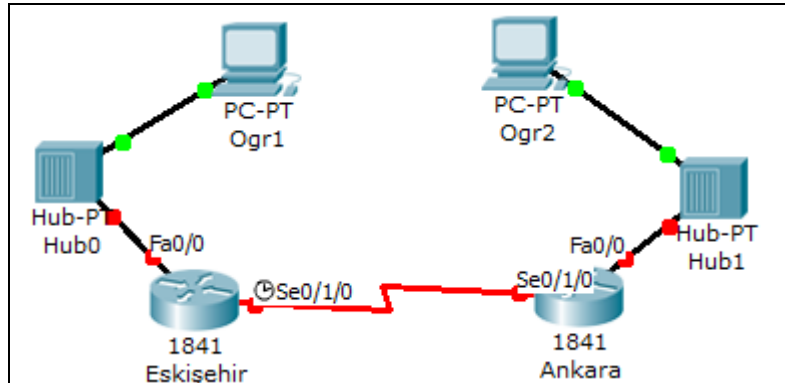 PC-PT
Ogr1
PC-PT
Ogr2
Hub-PT
Hub0
Fa0/0
Fa0/0
Hub-PT
Hub1
Se0/1/0
Se0/1/0
1841
Eskisehir
1841
Ankara